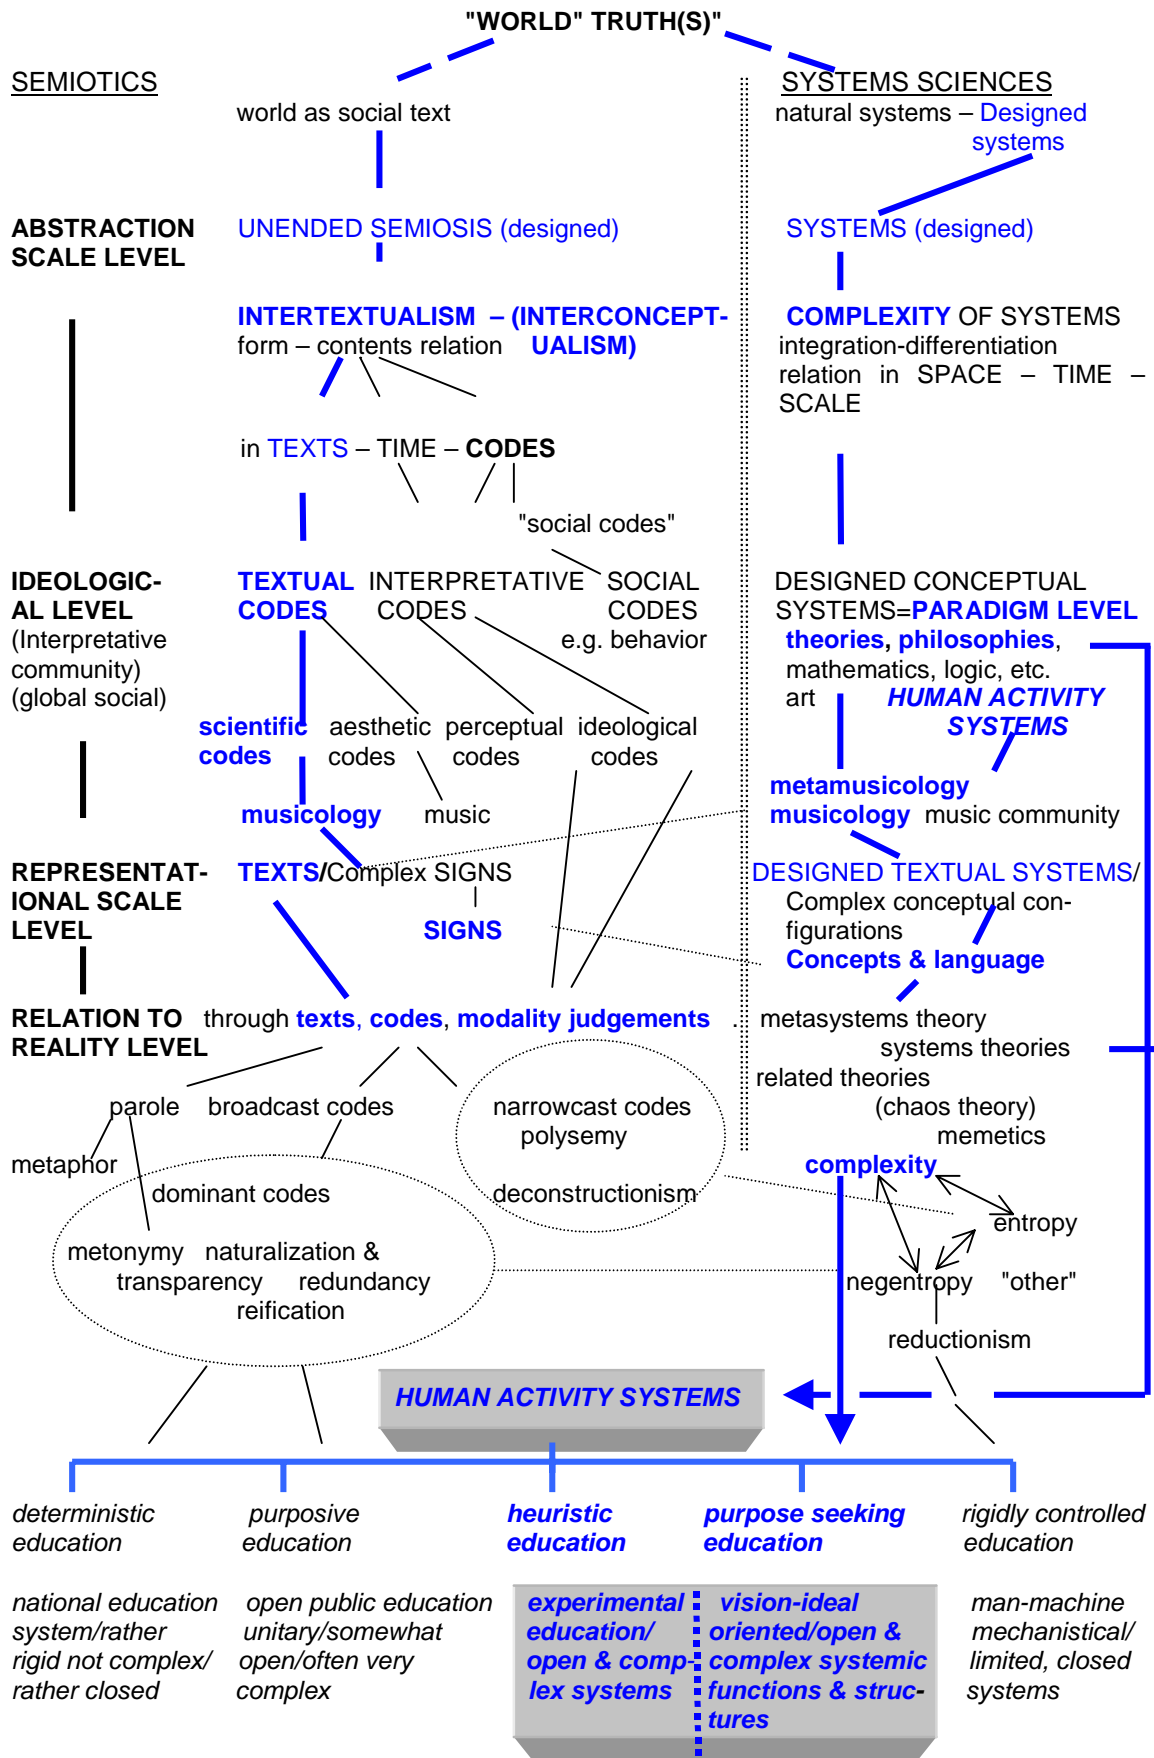 "WORLD" TRUTH(S)"
SEMIOTICS
SYSTEMS SCIENCES
world as social text
natural systems – Designed
systems
ABSTRACTION
SCALE LEVEL
UNENDED SEMIOSIS (designed)
SYSTEMS (designed)
INTERTEXTUALISM – (INTERCONCEPT-
form – contents relation UALISM)
COMPLEXITY OF SYSTEMS
integration-differentiation
relation in SPACE – TIME –
SCALE
in TEXTS – TIME – CODES
"social codes"
IDEOLOGIC-
AL LEVEL
(Interpretative
community)
(global social)
TEXTUAL
CODES
INTERPRETATIVE
CODES
SOCIAL
CODES
e.g. behavior
DESIGNED CONCEPTUAL
SYSTEMS=PARADIGM LEVEL
theories, philosophies,
mathematics, logic, etc.
art
HUMAN ACTIVITY
SYSTEMS
scientific
codes
aesthetic
codes
perceptual
codes
ideological
codes
musicology
music
metamusicology
musicology music community
REPRESENTAT-
IONAL SCALE
LEVEL
TEXTS/Complex SIGNS
SIGNS
DESIGNED TEXTUAL SYSTEMS/
Complex conceptual con-
figurations
Concepts & language
RELATION TO
REALITY LEVEL
through texts, codes, modality judgements .
metasystems theory
systems theories
related theories
(chaos theory)
memetics
parole broadcast codes
narrowcast codes
polysemy
metaphor
complexity
dominant codes
deconstructionism
entropy
metonymy naturalization &
transparency redundancy
reification
negentropy "other"
reductionism
HUMAN ACTIVITY SYSTEMS
deterministic
education
purposive
education
heuristic
education
purpose seeking
education
rigidly controlled
education
national education
system/rather
rigid not complex/
rather closed
open public education
unitary/somewhat
open/often very
complex
experimental
education/
open & comp-
lex systems
vision-ideal
oriented/open &
complex systemic
functions & struc-
tures
man-machine
mechanistical/
limited, closed
systems